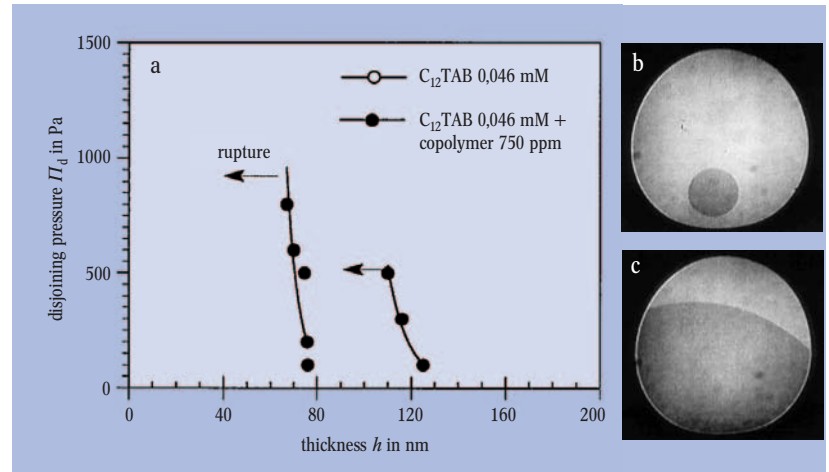 1500
1000
500
0
disjoining pressure Πd in Pa
a
C12TAB 0,046 mM
C12TAB 0,046 mM +
copolymer 750 ppm
rupture
0
40
80
120
160
200
thickness h in nm
b
c